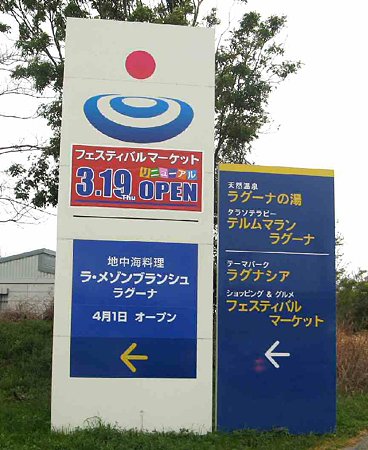 フェスティバルマーケット
リニューアル
3.19 Thu OPEN
地中海料理
ラ・メゾンブランシュ
ラグーナ
4月1日 オープン
天然温泉
ラグーナの湯
タラソテラピー
テルムマラン
ラグーナ
テーマパーク
ラグナシア
ショッピング & グルメ
フェスティバル
マーケット